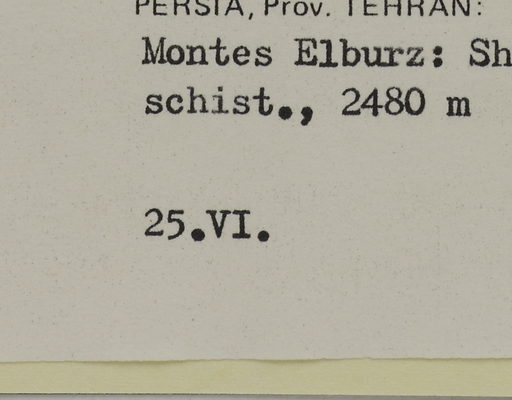 PERSIA, Prov. TEHRAN:
Montes Elburz: Sh
schist., 2480 m
25.VI.